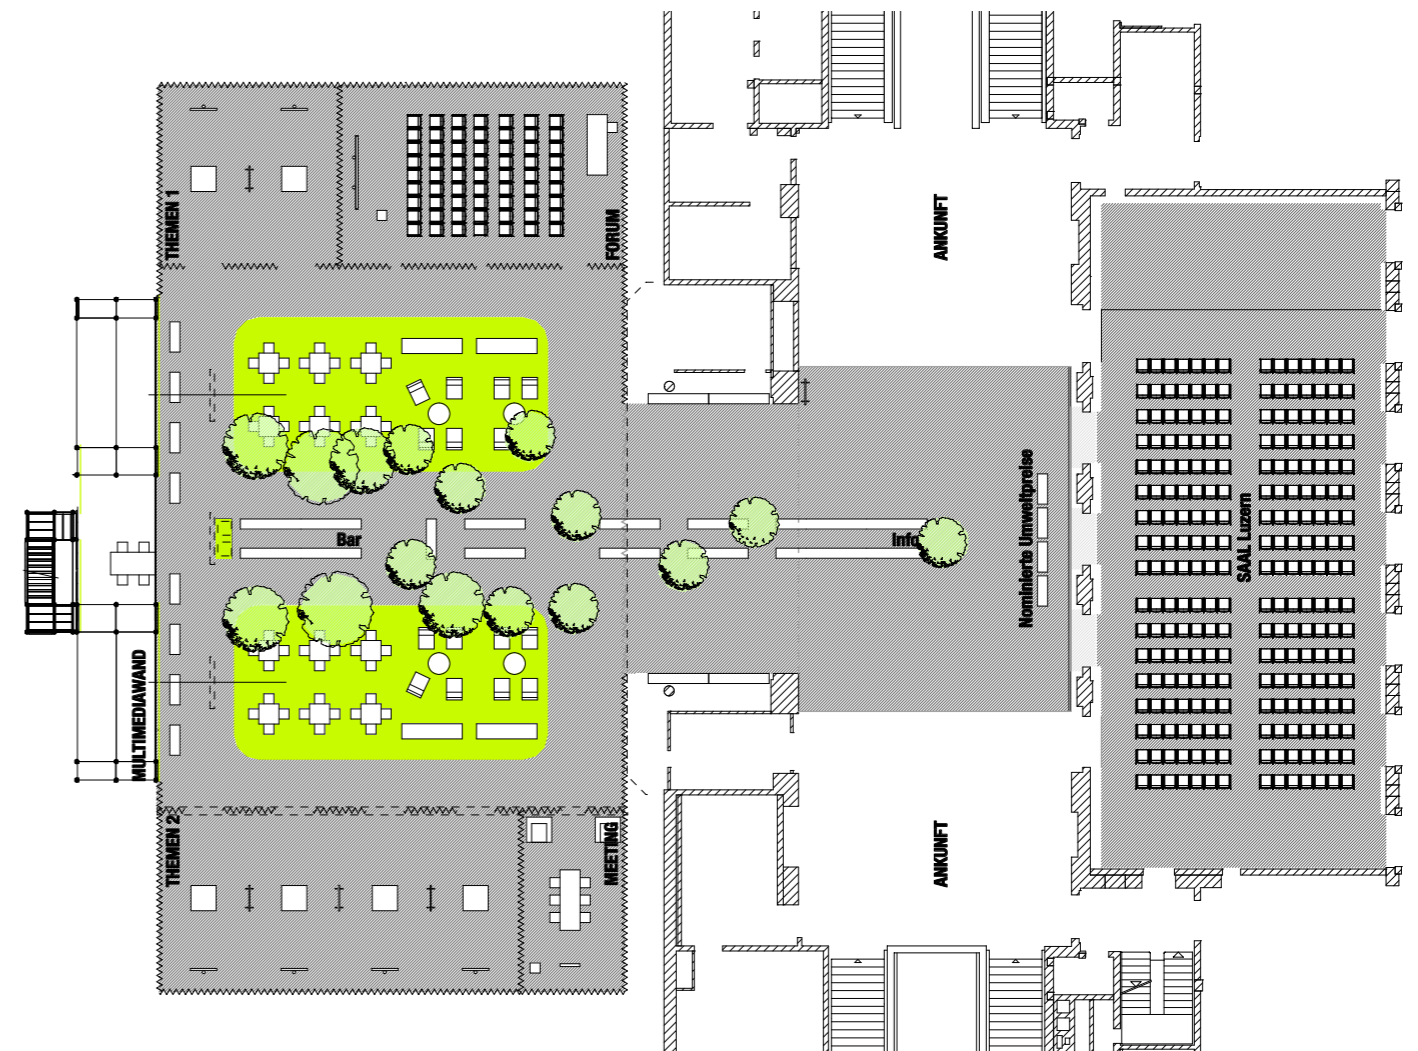 THEMEN 1
FORUM
ANKUNFT
Bar
Info
Nominierte Umweltpreise
SAAL Luzern
MULTIMEDIAWAND
THEMEN 2
MEETING
ANKUNFT